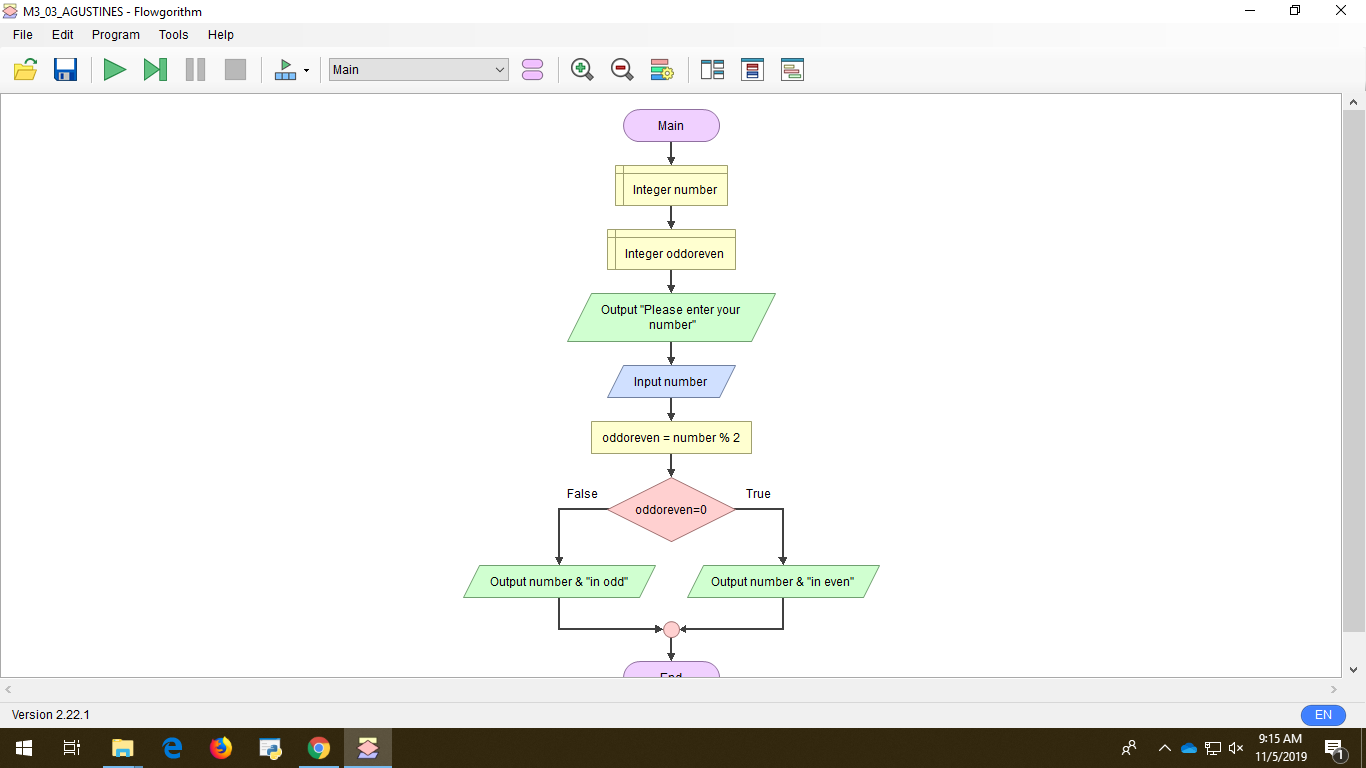 M3_03_AGUSTINES - Flowgorithm
File Edit Program Tools Help
Main
Main
Integer number
Integer oddoreven
Output "Please enter your
number"
Input number
oddoreven = number % 2
False
True
oddoreven=0
Output number & "in odd"
Output number & "in even"
End
Version 2.22.1
EN
9:15 AM
11/5/2019
1